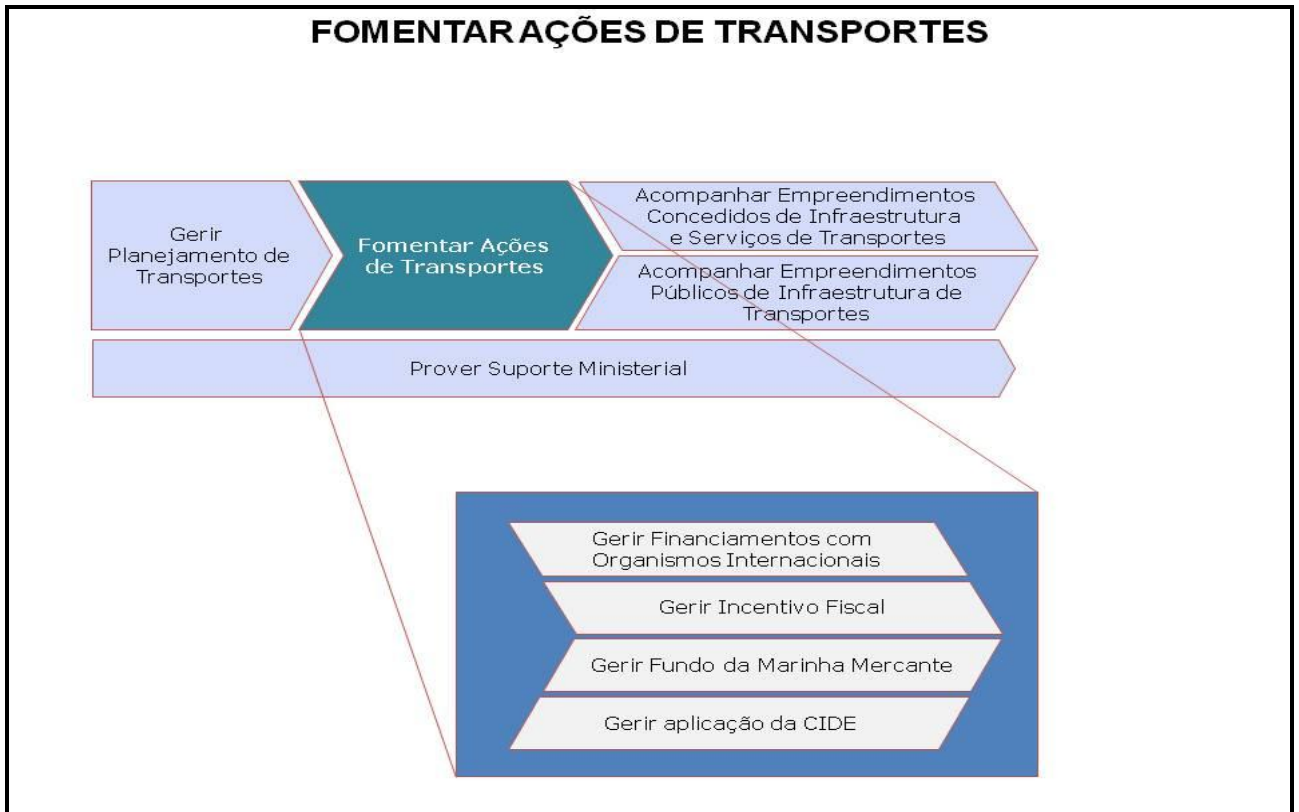 FOMENTAR AÇÕES DE TRANSPORTES
Gerir
Planejamento de
Transportes
Fomentar Ações
de Transportes
Acompanhar Empreendimentos
Concedidos de Infraestrutura
e Serviços de Transportes
Acompanhar Empreendimentos
Públicos de Infraestrutura de
Transportes
Prover Suporte Ministerial
Gerir Financiamentos com
Organismos Internacionais
Gerir Incentivo Fiscal
Gerir Fundo da Marinha Mercante
Gerir aplicação da CIDE